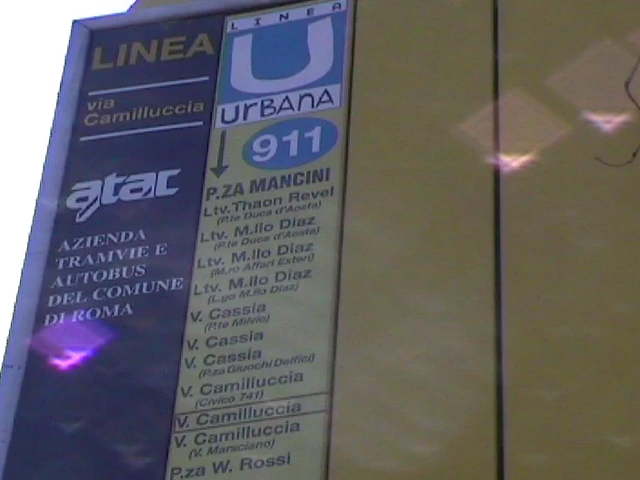 LINEA
via
Camilluccia
atac
AZIENDA
TRAMVIE E
AUTOBUS
DEL COMUNE
DI ROMA
LINEA
U
URBANA
911
P.ZA MANCINI
Ltv.Thaon Revel
(P.te Duca d'Aosta)
Ltv. M.llo Diaz
(P.te Duca d'Aosta)
Ltv. M.llo Diaz
(M.ro Affari Esteri)
Ltv. M.llo Diaz
(L.go M.llo Diaz)
V. Cassia
(P.te Milvio)
V. Cassia
V. Cassia
(P.za Giuochi Delfici)
V. Camilluccia
(Civico 741)
V. Camilluccia
V. Camilluccia
(V. Marsciano)
P.za W. Rossi